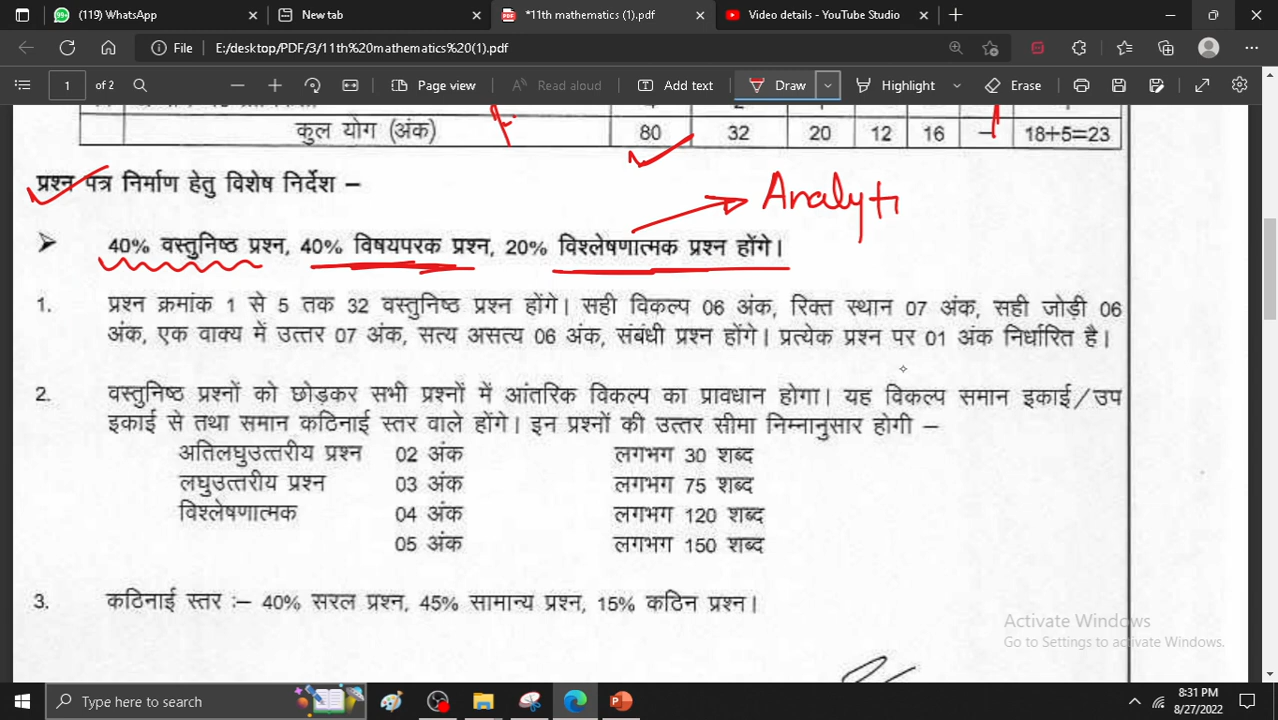 (119) WhatsApp
New tab
*11th mathematics (1).pdf
Video details - YouTube Studio
File
E:/desktop/PDF/3/11th%20mathematics%20(1).pdf
1 of 2
Page view
Read aloud
Add text
Draw
Highlight
Erase
कुल योग (अंक) 80 32 20 12 16 – 18+5=23
प्रश्न पत्र निर्माण हेतु विशेष निर्देश –
Analyti
40% वस्तुनिष्ठ प्रश्न, 40% विषयपरक प्रश्न, 20% विश्लेषणात्मक प्रश्न होंगे।
1. प्रश्न क्रमांक 1 से 5 तक 32 वस्तुनिष्ठ प्रश्न होंगे। सही विकल्प 06 अंक, रिक्त स्थान 07 अंक, सही जोड़ी 06
अंक, एक वाक्य में उत्तर 07 अंक, सत्य असत्य 06 अंक, संबंधी प्रश्न होंगे। प्रत्येक प्रश्न पर 01 अंक निर्धारित है।
2. वस्तुनिष्ठ प्रश्नों को छोड़कर सभी प्रश्नों में आंतरिक विकल्प का प्रावधान होगा। यह विकल्प समान इकाई/उप
इकाई से तथा समान कठिनाई स्तर वाले होंगे। इन प्रश्नों की उत्तर सीमा निम्नानुसार होगी –
अतिलघुउत्तरीय प्रश्न 02 अंक लगभग 30 शब्द
लघुउत्तरीय प्रश्न 03 अंक लगभग 75 शब्द
विश्लेषणात्मक 04 अंक लगभग 120 शब्द
05 अंक लगभग 150 शब्द
3. कठिनाई स्तर :– 40% सरल प्रश्न, 45% सामान्य प्रश्न, 15% कठिन प्रश्न।
Activate Windows
Go to Settings to activate Windows.
Type here to search
8:31 PM
8/27/2022